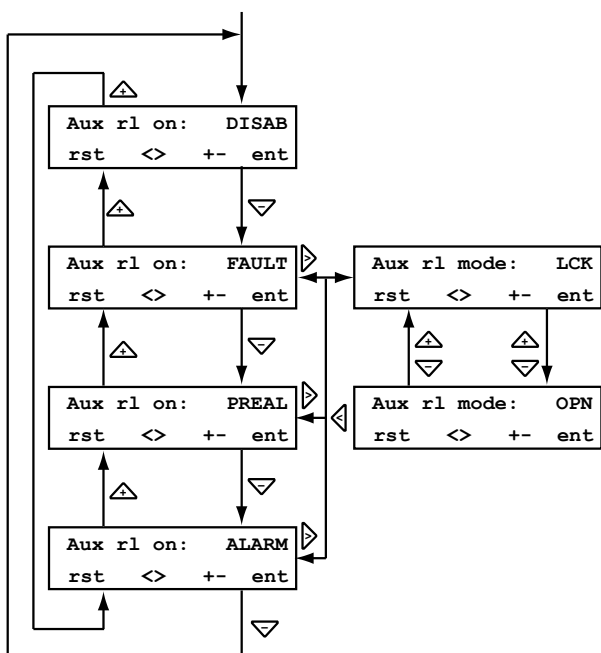 Aux rl on: DISAB
rst <> +- ent
Aux rl on: FAULT
rst <> +- ent
Aux rl mode: LCK
rst <> +- ent
Aux rl on: PREAL
rst <> +- ent
Aux rl mode: OPN
rst <> +- ent
Aux rl on: ALARM
rst <> +- ent